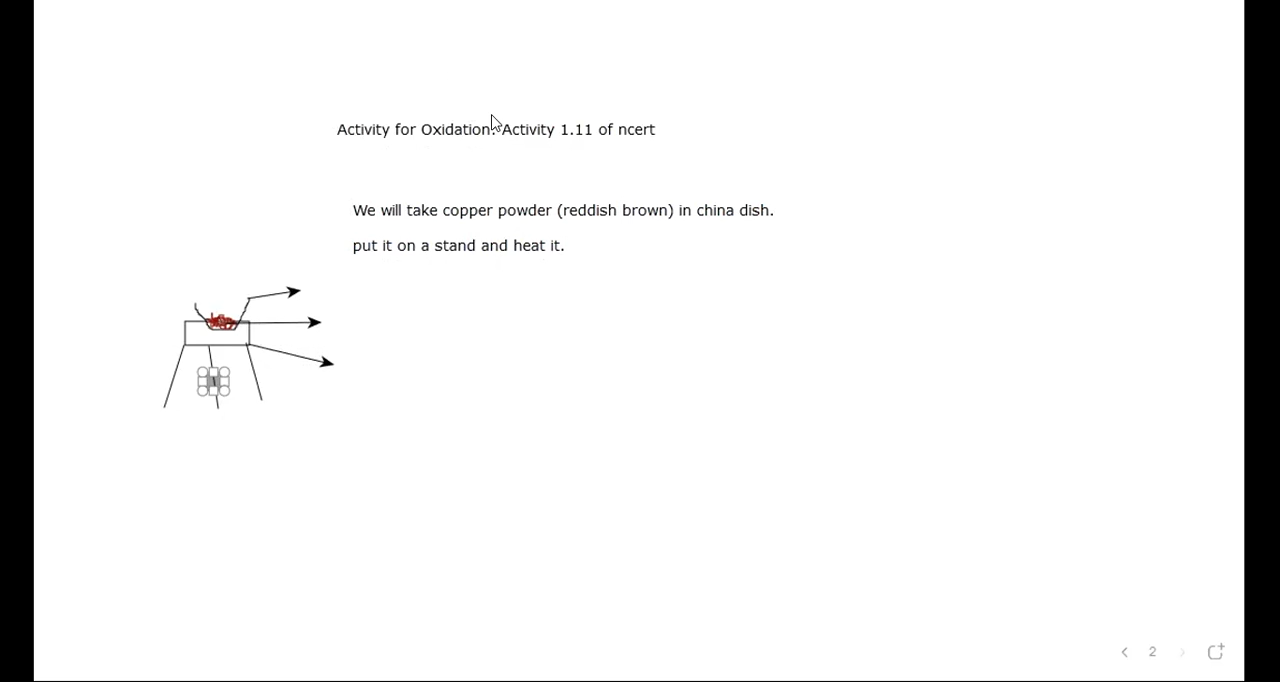 Activity for Oxidation: Activity 1.11 of ncert
We will take copper powder (reddish brown) in china dish.
put it on a stand and heat it.
2